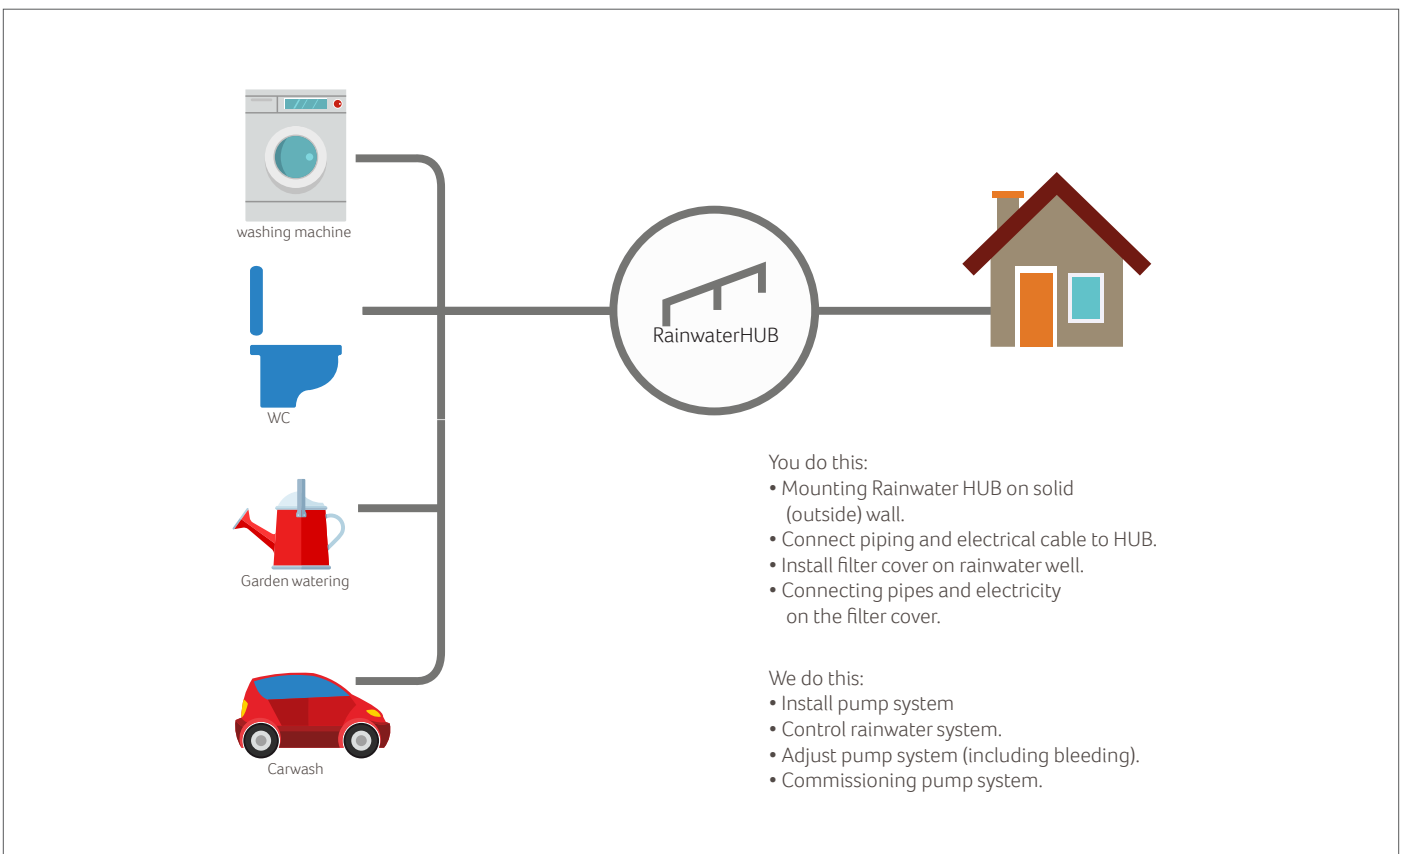 washing machine
WC
Garden watering
Carwash
RainwaterHUB
You do this:
• Mounting Rainwater HUB on solid
(outside) wall.
• Connect piping and electrical cable to HUB.
• Install filter cover on rainwater well.
• Connecting pipes and electricity
on the filter cover.
We do this:
• Install pump system
• Control rainwater system.
• Adjust pump system (including bleeding).
• Commissioning pump system.